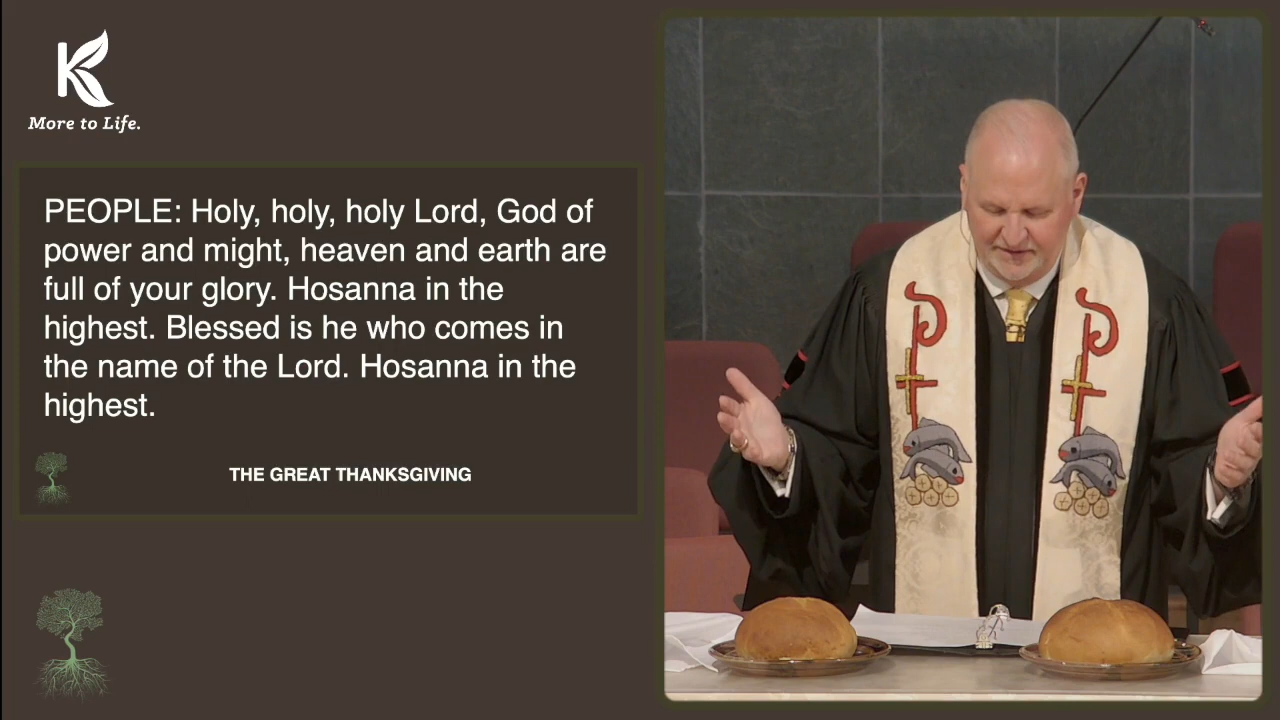 K
More to Life.
PEOPLE: Holy, holy, holy Lord, God of
power and might, heaven and earth are
full of your glory. Hosanna in the
highest. Blessed is he who comes in
the name of the Lord. Hosanna in the
highest.
THE GREAT THANKSGIVING